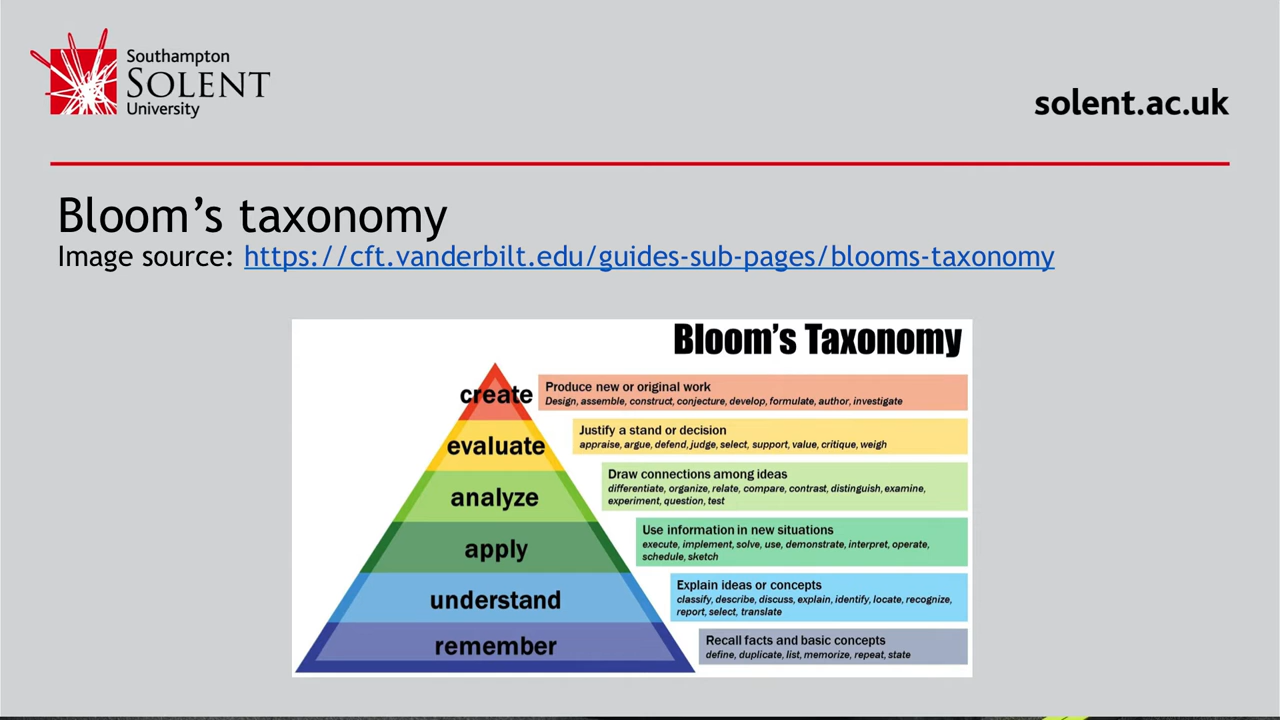 Southampton
SOLENT
University
solent.ac.uk
Bloom's taxonomy
Image source: https://cft.vanderbilt.edu/guides-sub-pages/blooms-taxonomy
Bloom's Taxonomy
create
Produce new or original work
Design, assemble, construct, conjecture, develop, formulate, author, investigate
evaluate
Justify a stand or decision
appraise, argue, defend, judge, select, support, value, critique, weigh
analyze
Draw connections among ideas
differentiate, organize, relate, compare, contrast, distinguish, examine,
experiment, question, test
apply
Use information in new situations
execute, implement, solve, use, demonstrate, interpret, operate,
schedule, sketch
understand
Explain ideas or concepts
classify, describe, discuss, explain, identify, locate, recognize,
report, select, translate
remember
Recall facts and basic concepts
define, duplicate, list, memorize, repeat, state